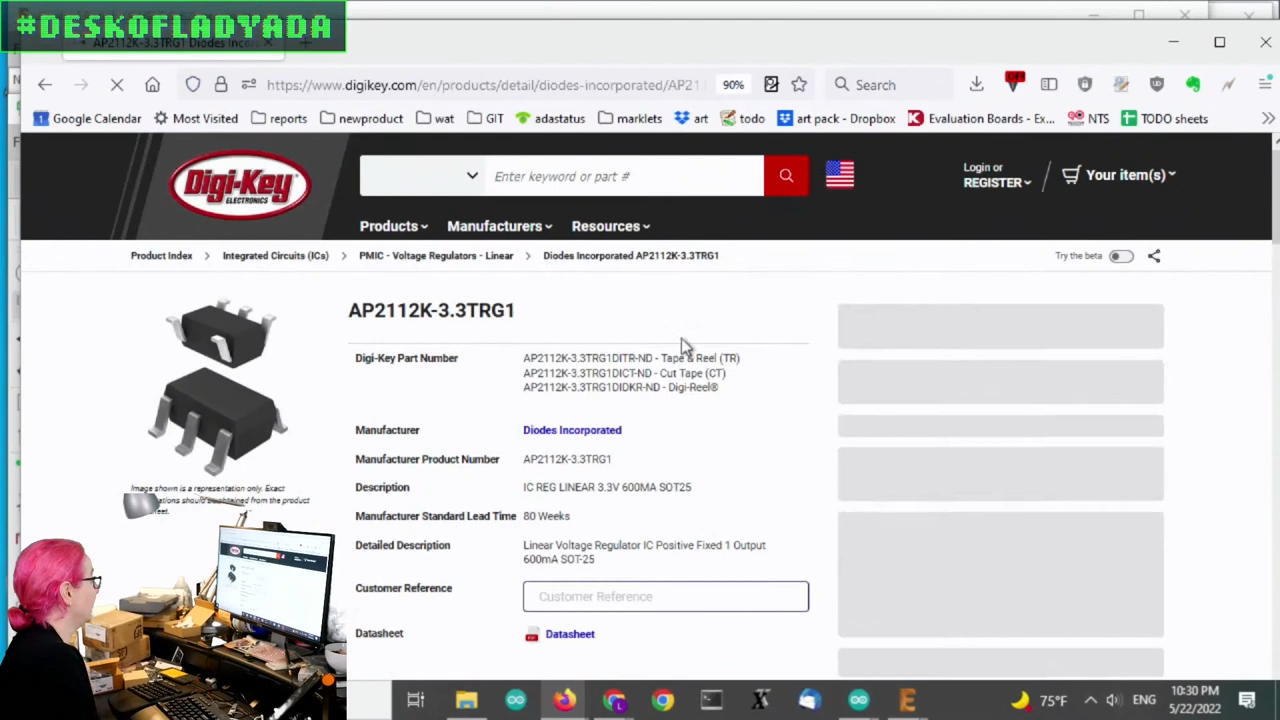 #DESKOFLADYADA
AP2112K-3.3TRG1 Diodes Inco
https://www.digikey.com/en/products/detail/diodes-incorporated/AP21
90%
Search
OFF
Google Calendar
Most Visited
reports
newproduct
wat
GIT
adastatus
marklets
art
todo
art pack - Dropbox
Evaluation Boards - Ex...
NTS
TODO sheets
Digi-Key
ELECTRONICS
Enter keyword or part #
Login or
REGISTER
Your item(s)
Products
Manufacturers
Resources
Product Index > Integrated Circuits (ICs) > PMIC - Voltage Regulators - Linear > Diodes Incorporated AP2112K-3.3TRG1
Try the beta
AP2112K-3.3TRG1
Digi-Key Part Number
AP2112K-3.3TRG1DITR-ND - Tape & Reel (TR)
AP2112K-3.3TRG1DICT-ND - Cut Tape (CT)
AP2112K-3.3TRG1DIDKR-ND - Digi-Reel®
Manufacturer
Diodes Incorporated
Manufacturer Product Number
AP2112K-3.3TRG1
Description
IC REG LINEAR 3.3V 600MA SOT25
Manufacturer Standard Lead Time
80 Weeks
Detailed Description
Linear Voltage Regulator IC Positive Fixed 1 Output
600mA SOT-25
Customer Reference
Customer Reference
Datasheet
Datasheet
Image shown is a representation only. Exact
should be obtained from the product
75°F
ENG
10:30 PM
5/22/2022